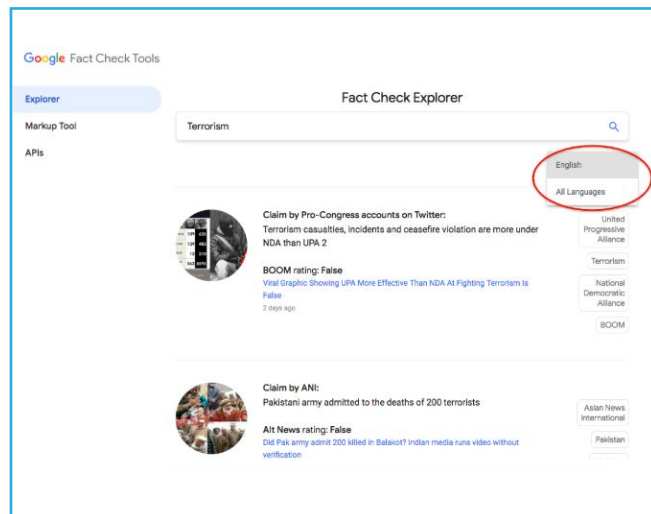 Google Fact Check Tools
Explorer
Markup Tool
APIs
Fact Check Explorer
Terrorism
English
All Languages
Claim by Pro-Congress accounts on Twitter:
Terrorism casualties, incidents and ceasefire violation are more under
NDA than UPA 2
BOOM rating: False
Viral Graphic Showing UPA More Effective Than NDA At Fighting Terrorism Is
False
2 days ago
United
Progressive
Alliance
Terrorism
National
Democratic
Alliance
BOOM
Claim by ANI:
Pakistani army admitted to the deaths of 200 terrorists
Alt News rating: False
Did Pak army admit 200 killed in Balakot? Indian media runs video without
verification
Asian News
International
Pakistan